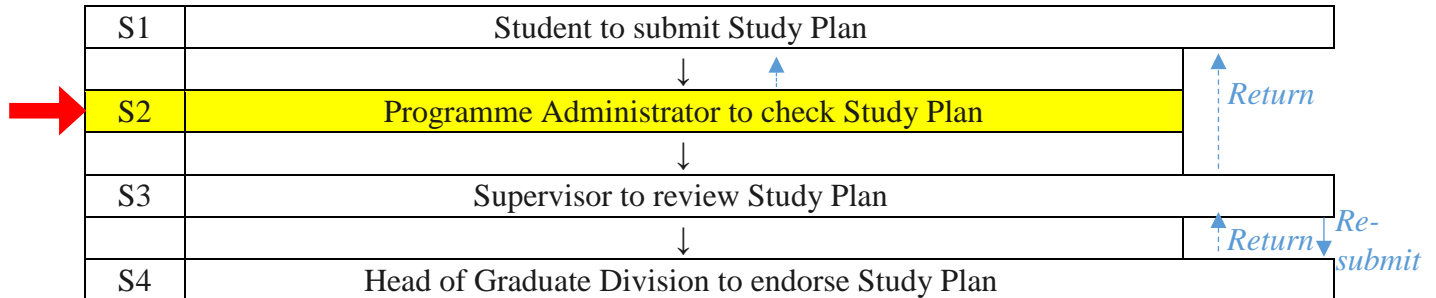 S1 Student to submit Study Plan
↓
Return
S2 Programme Administrator to check Study Plan
↓
S3 Supervisor to review Study Plan
↓
Return
Re-
submit
S4 Head of Graduate Division to endorse Study Plan